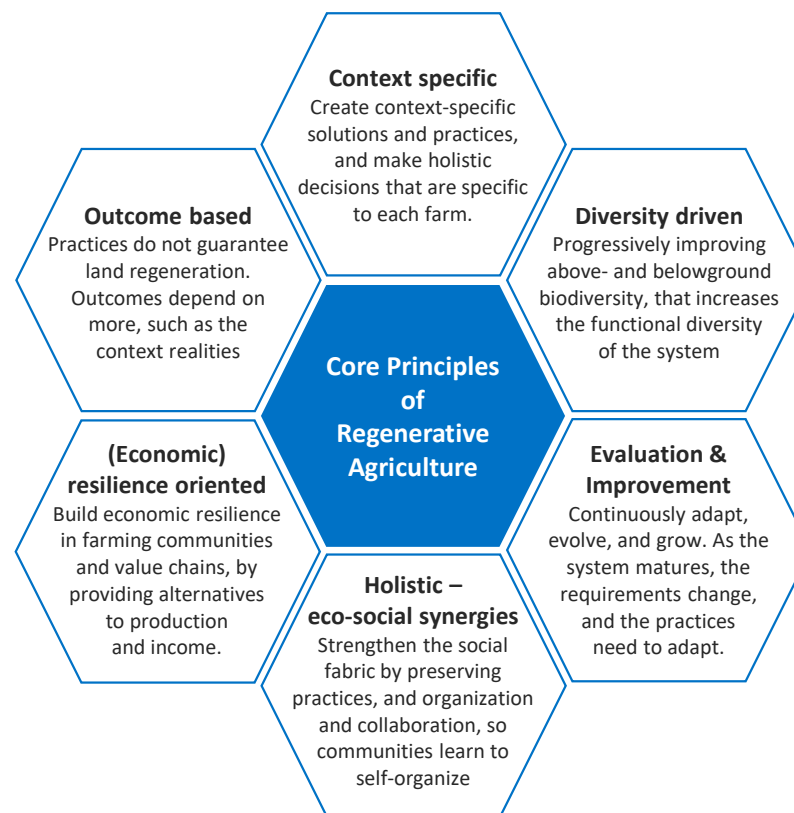 Context specific
Create context-specific
solutions and practices,
and make holistic
decisions that are specific
to each farm.
Outcome based
Practices do not guarantee
land regeneration.
Outcomes depend on
more, such as the
context realities
Diversity driven
Progressively improving
above- and belowground
biodiversity, that increases
the functional diversity
of the system
Core Principles
of
Regenerative
Agriculture
(Economic)
resilience oriented
Build economic resilience
in farming communities
and value chains, by
providing alternatives
to production
and income.
Evaluation &
Improvement
Continuously adapt,
evolve, and grow. As the
system matures, the
requirements change,
and the practices
need to adapt.
Holistic –
eco-social synergies
Strengthen the social
fabric by preserving
practices, and organization
and collaboration, so
communities learn to
self-organize